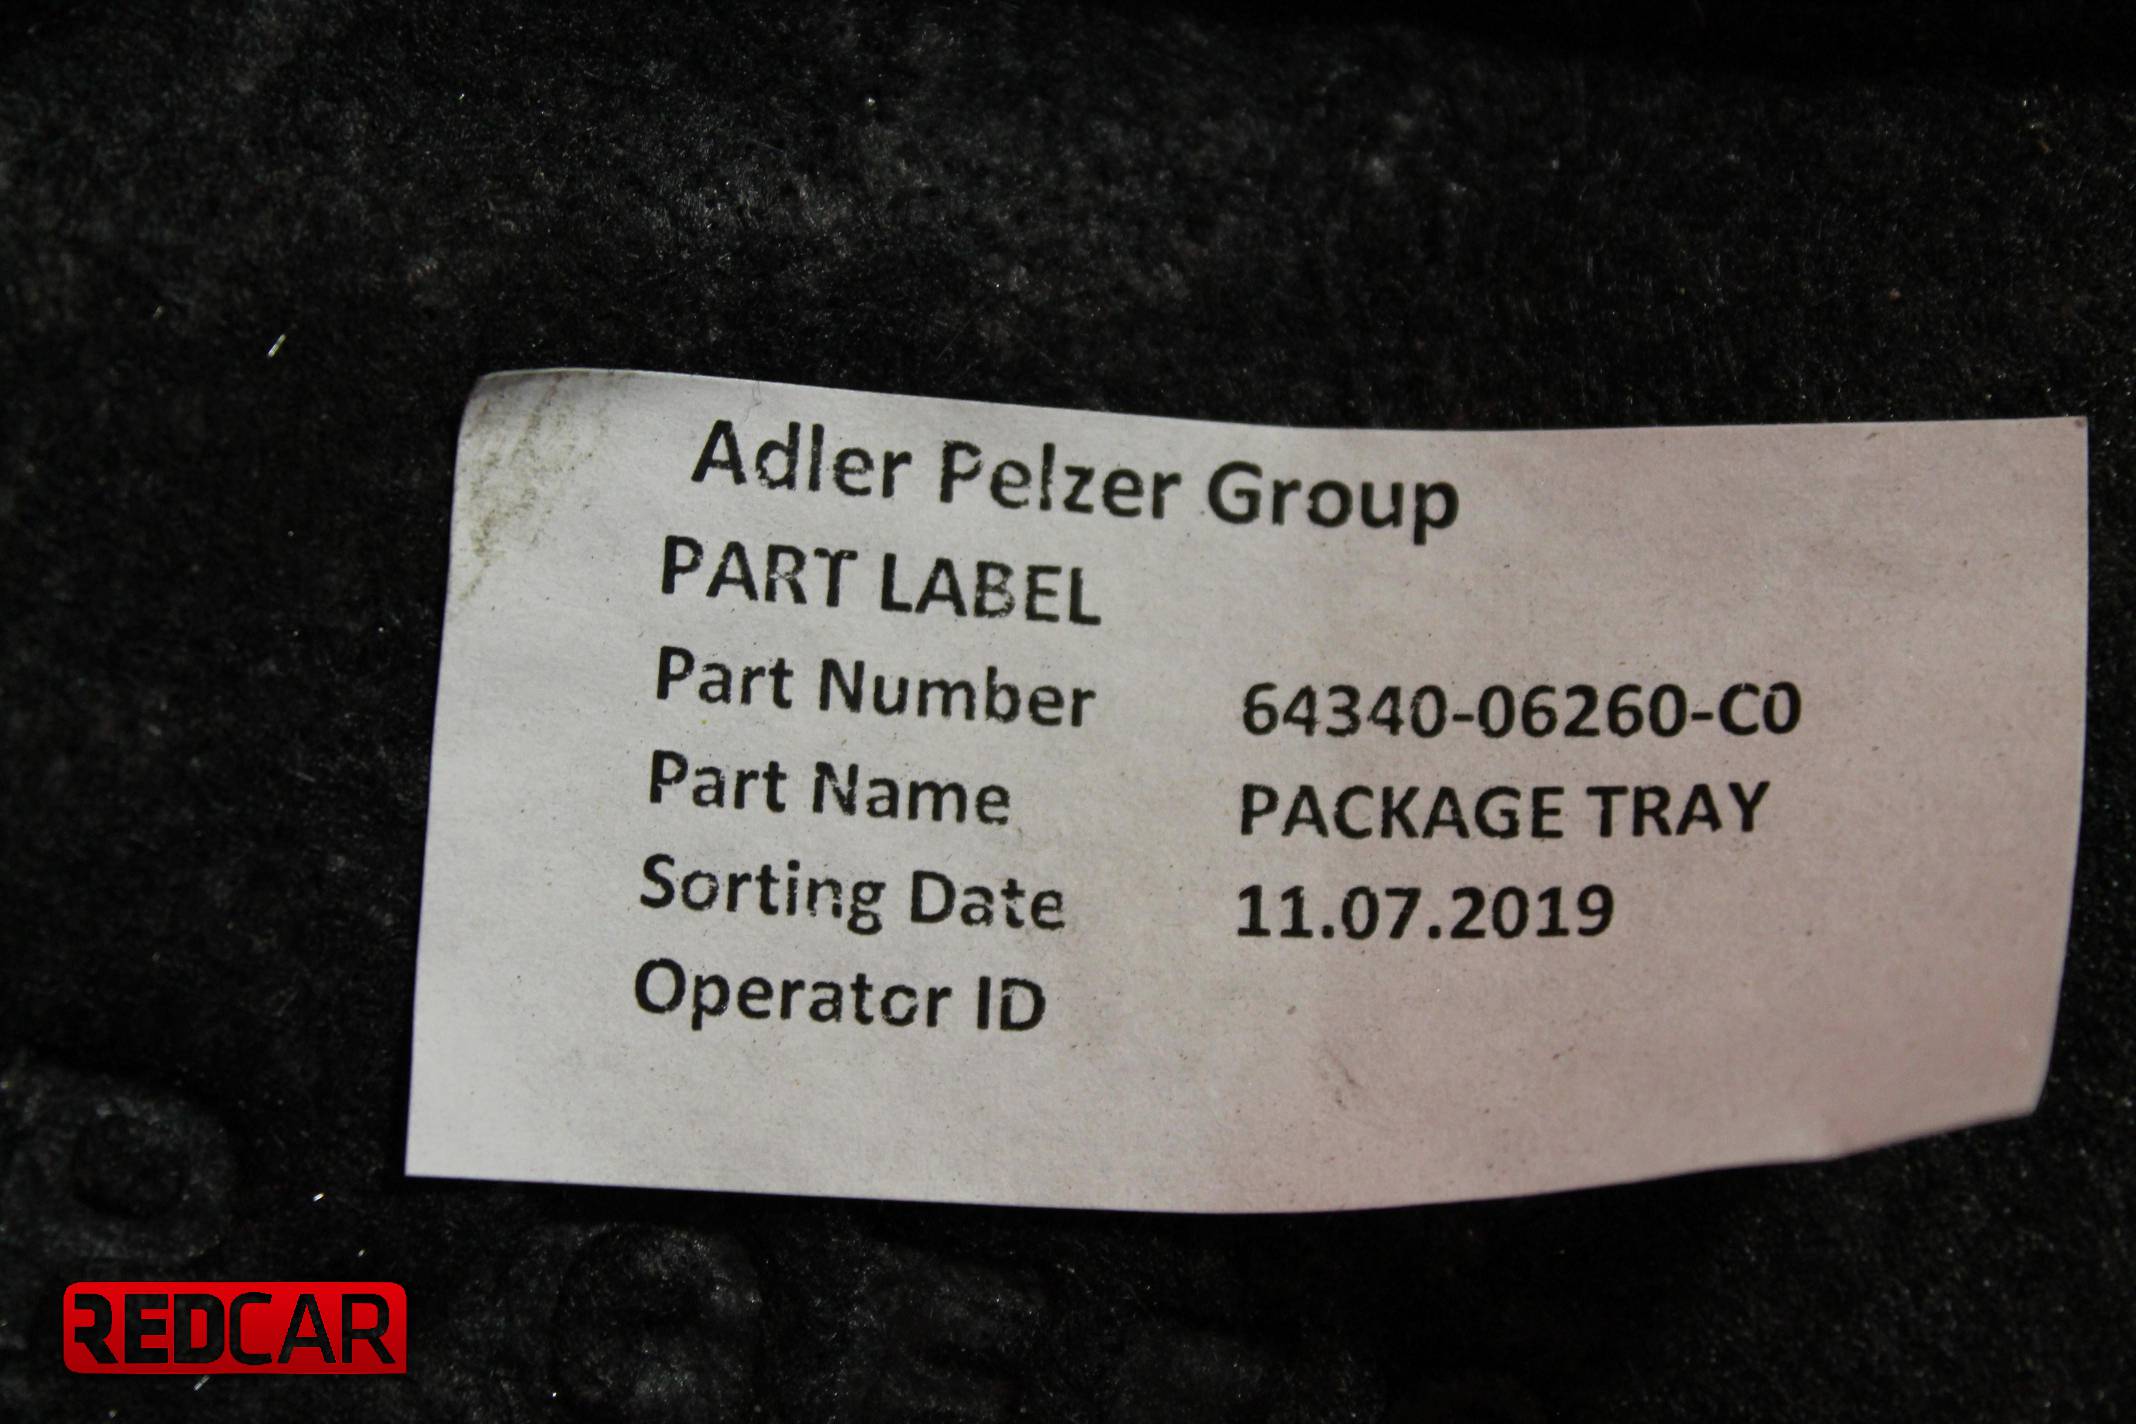 Adler Pelzer Group
PART LABEL
Part Number 64340-06260-C0
Part Name PACKAGE TRAY
Sorting Date 11.07.2019
Operator ID
REDCAR